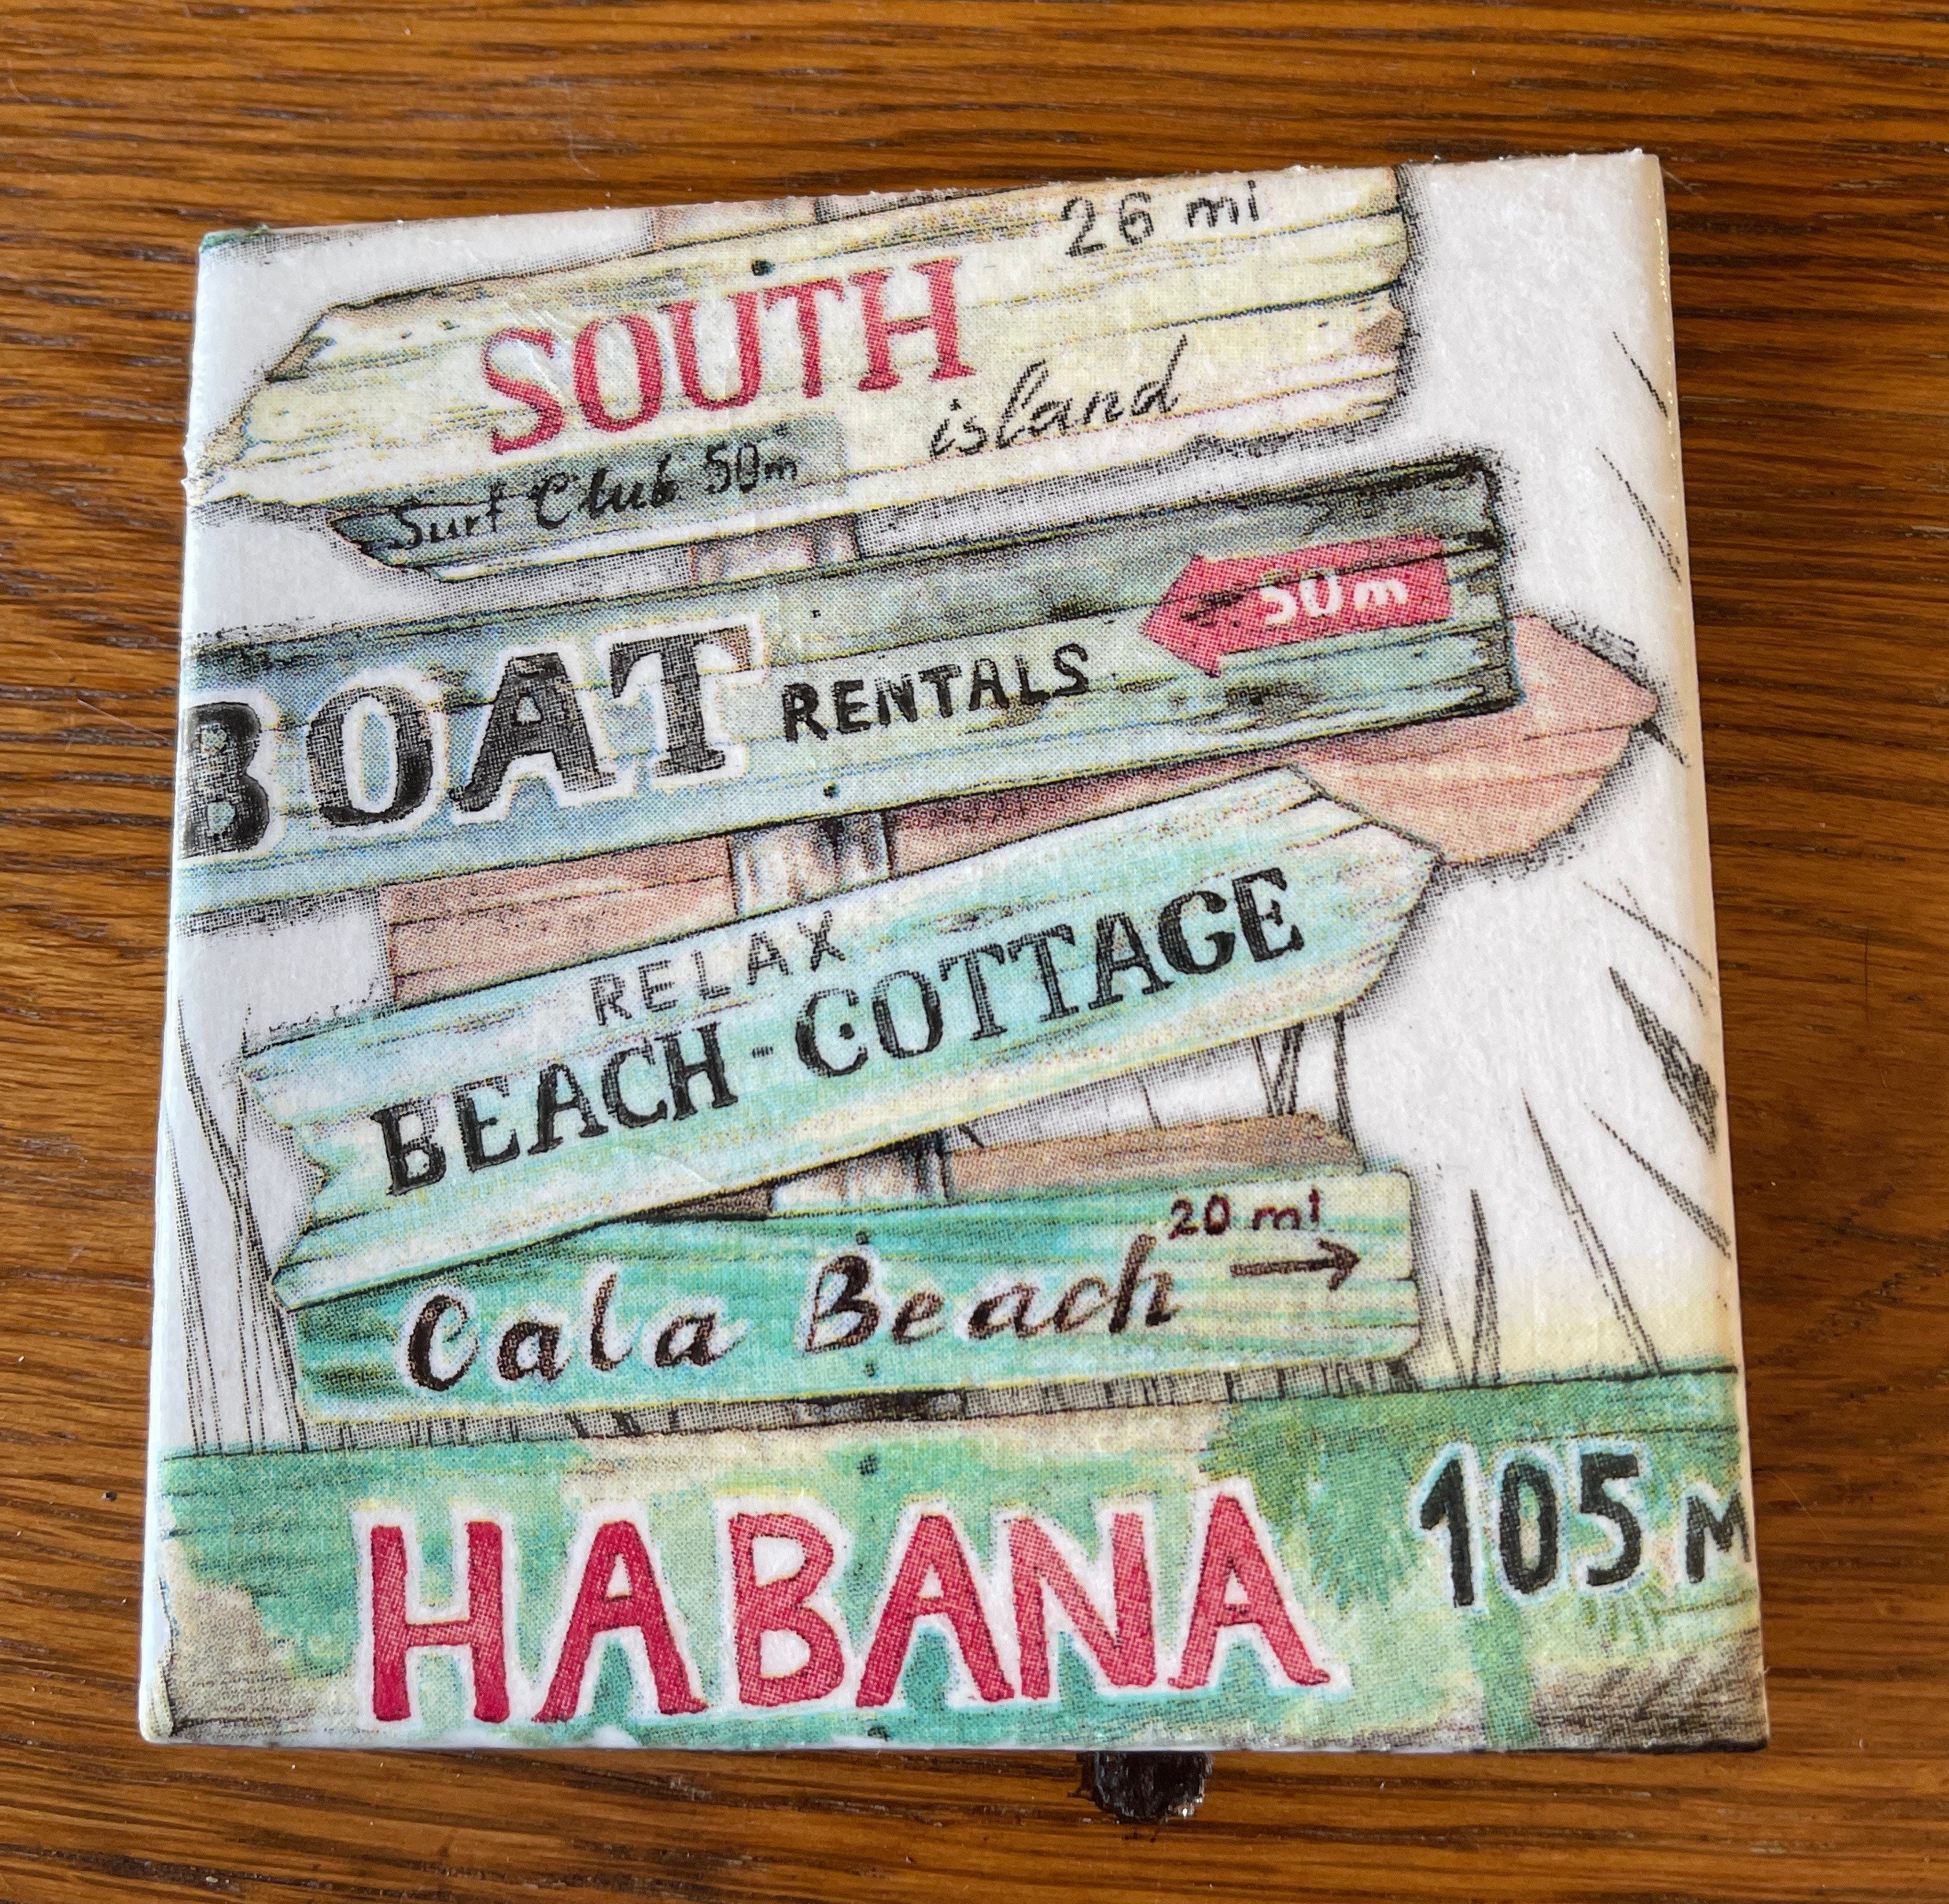 26 mi
SOUTH
island
Surf Club 50m
50m
BOAT RENTALS
RELAX
BEACH-COTTAGE
20 mi
Cala Beach
HABANA 105 M